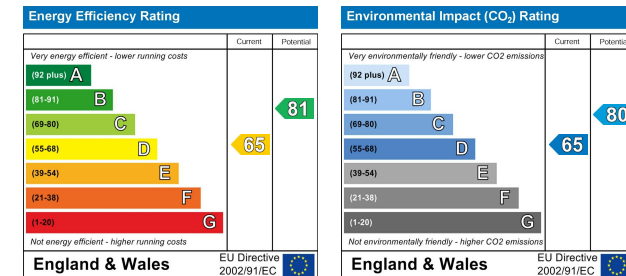 Energy Efficiency Rating
Current Potential
Very energy efficient - lower running costs
(92 plus) A
(81-91) B
(69-80) C
(55-68) D
(39-54) E
(21-38) F
(1-20) G
65
81
Not energy efficient - higher running costs
England & Wales
EU Directive
2002/91/EC
Environmental Impact (CO₂) Rating
Current Potential
Very environmentally friendly - lower CO2 emissions
(92 plus) A
(81-91) B
(69-80) C
(55-68) D
(39-54) E
(21-38) F
(1-20) G
65
80
Not environmentally friendly - higher CO2 emissions
England & Wales
EU Directive
2002/91/EC